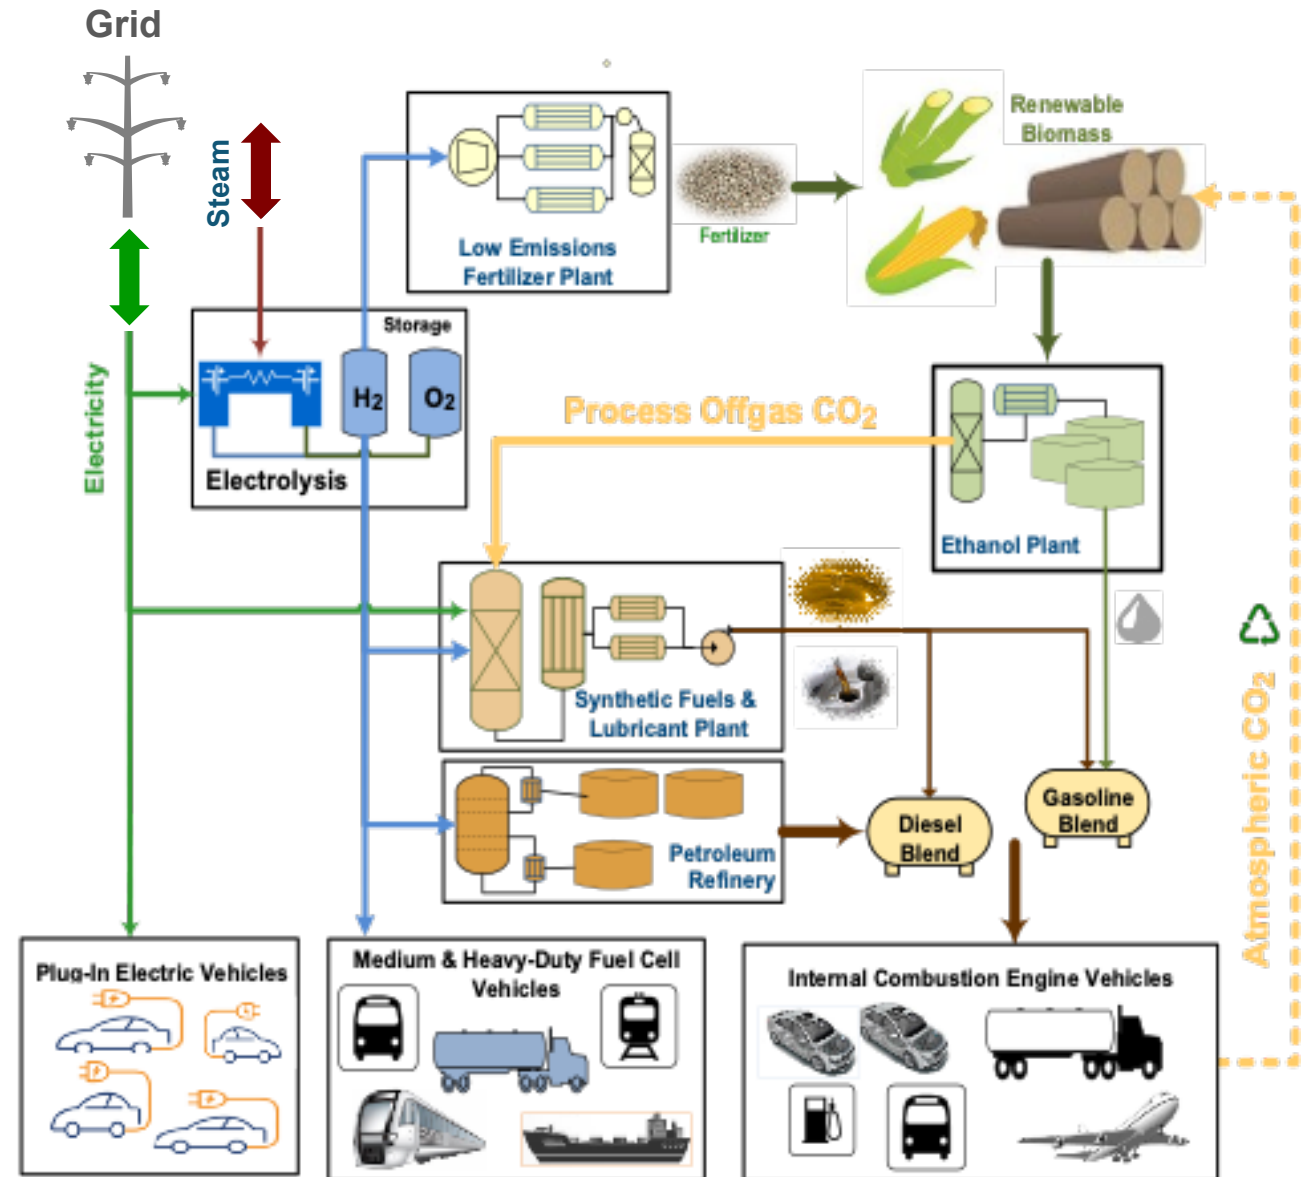 Grid
Steam
Renewable
Biomass
Low Emissions
Fertilizer Plant
Fertilizer
Storage
H2
O2
Electrolysis
Electricity
Process Offgas CO2
Ethanol Plant
Synthetic Fuels &
Lubricant Plant
Petroleum
Refinery
Diesel
Blend
Gasoline
Blend
Atmospheric CO2
Plug-In Electric Vehicles
Medium & Heavy-Duty Fuel Cell
Vehicles
Internal Combustion Engine Vehicles